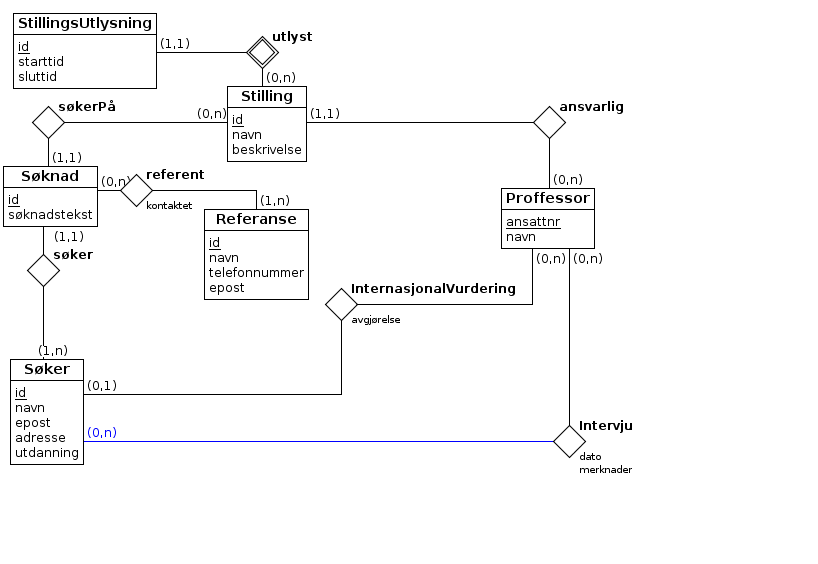 StillingsUtlysning
id
starttid
sluttid
(1,1)
utlyst
(0,n)
Stilling
id
navn
beskrivelse
(0,n)
(1,1)
søkerPå
(1,1)
ansvarlig
(0,n)
Søknad
id
søknadstekst
(0,n)
referent
kontaktet
(1,n)
Referanse
id
navn
telefonnummer
epost
Proffessor
ansattnr
navn
(0,n)
(0,n)
(1,1)
søker
(1,n)
InternasjonalVurdering
avgjørelse
Søker
id
navn
epost
adresse
utdanning
(0,1)
(0,n)
Intervju
dato
merknader